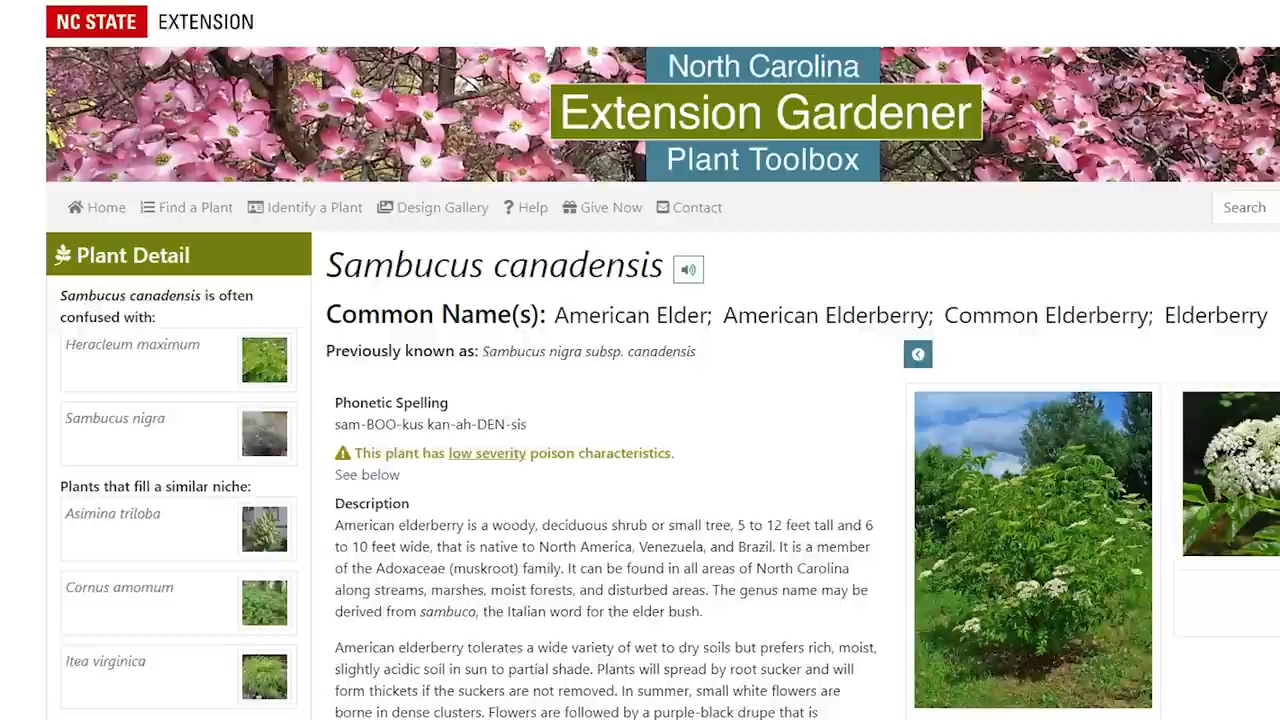 NC STATE EXTENSION
North Carolina
Extension Gardener
Plant Toolbox
Home Find a Plant Identify a Plant Design Gallery Help Give Now Contact Search
Plant Detail
Sambucus canadensis is often
confused with:
Heracleum maximum
Sambucus nigra
Plants that fill a similar niche:
Asimina triloba
Cornus amomum
Itea virginica
Sambucus canadensis
Common Name(s): American Elder; American Elderberry; Common Elderberry; Elderberry
Previously known as: Sambucus nigra subsp. canadensis
Phonetic Spelling
sam-BOO-kus kan-ah-DEN-sis
This plant has low severity poison characteristics.
See below
Description
American elderberry is a woody, deciduous shrub or small tree, 5 to 12 feet tall and 6
to 10 feet wide, that is native to North America, Venezuela, and Brazil. It is a member
of the Adoxaceae (muskroot) family. It can be found in all areas of North Carolina
along streams, marshes, moist forests, and disturbed areas. The genus name may be
derived from sambuco, the Italian word for the elder bush.
American elderberry tolerates a wide variety of wet to dry soils but prefers rich, moist,
slightly acidic soil in sun to partial shade. Plants will spread by root sucker and will
form thickets if the suckers are not removed. In summer, small white flowers are
borne in dense clusters. Flowers are followed by a purple-black drupe that is